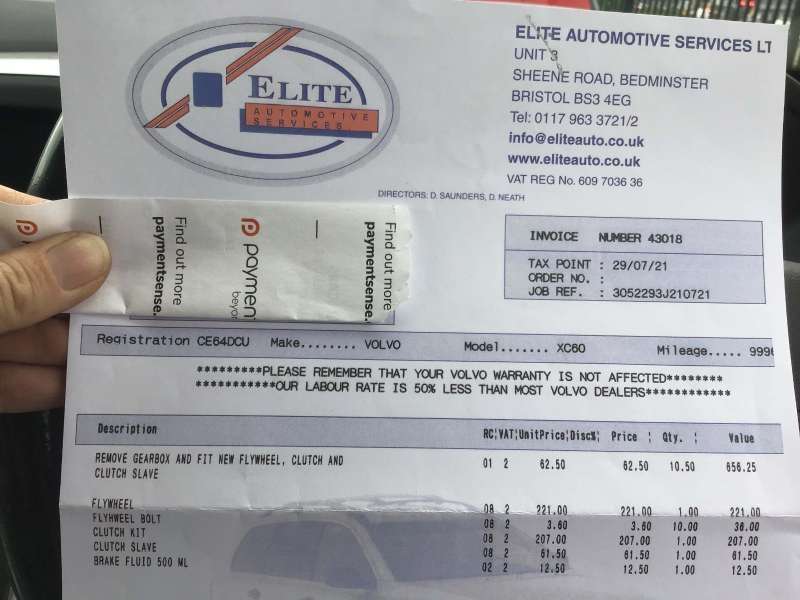 ELITE
AUTOMOTIVE
SERVICES
ELITE AUTOMOTIVE SERVICES LT
UNIT 3
SHEENE ROAD, BEDMINSTER
BRISTOL BS3 4EG
Tel: 0117 963 3721/2
info@eliteauto.co.uk
www.eliteauto.co.uk
VAT REG No. 609 7036 36
DIRECTORS: D. SAUNDERS, D. NEATH
Find out more
paymentsense.
paymen
beyon
Find out more
paymentsense.
INVOICE NUMBER 43018
TAX POINT : 29/07/21
ORDER NO. :
JOB REF. : 3052293J210721
Registration CE64DCU Make........ VOLVO Model....... XC60 Mileage..... 999
*********PLEASE REMEMBER THAT YOUR VOLVO WARRANTY IS NOT AFFECTED********
************OUR LABOUR RATE IS 50% LESS THAN MOST VOLVO DEALERS************
Description RC¦VAT¦UnitPrice¦Disc%¦ Price ¦ Qty. ¦ Value
REMOVE GEARBOX AND FIT NEW FLYWHEEL, CLUTCH AND 01 2 62.50 62.50 10.50 656.25
CLUTCH SLAVE
FLYWHEEL 08 2 221.00 221.00 1.00 221.00
FLYHWEEL BOLT 08 2 3.60 3.60 10.00 36.00
CLUTCH KIT 08 2 207.00 207.00 1.00 207.00
CLUTCH SLAVE 08 2 61.50 61.50 1.00 61.50
BRAKE FLUID 500 ML 02 2 12.50 12.50 1.00 12.50